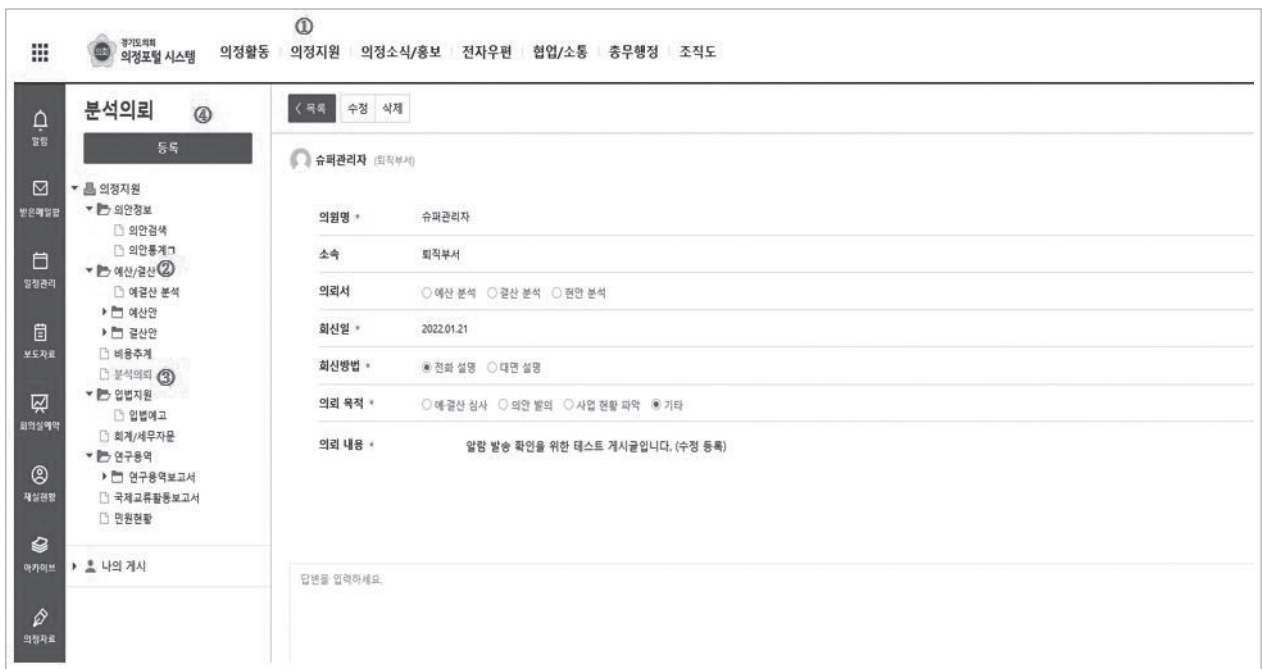 ①
경기도의회
의정포털 시스템
의정활동 의정지원 의정소식/홍보 전자우편 협업/소통 총무행정 조직도
알림
받은메일함
일정관리
보도자료
회의실예약
재실현황
아카이브
의정자료
분석의뢰 ④
등록
의정지원
의안정보
의안검색
의안통계
예산/결산 ②
예결산 분석
예산안
결산안
비용추계
분석의뢰 ③
입법지원
입법예고
회계/세무자문
연구용역
연구용역보고서
국제교류활동보고서
민원현황
나의 게시
< 목록 수정 삭제
슈퍼관리자 (퇴직부서)
의원명 * 슈퍼관리자
소속 퇴직부서
의뢰서 예산 분석 결산 분석 현안 분석
회신일 * 2022.01.21
회신방법 * 전화 설명 대면 설명
의뢰 목적 * 예·결산 심사 의안 발의 사업 현황 파악 기타
의뢰 내용 * 알람 발송 확인을 위한 테스트 게시글입니다. (수정 등록)
답변을 입력하세요.